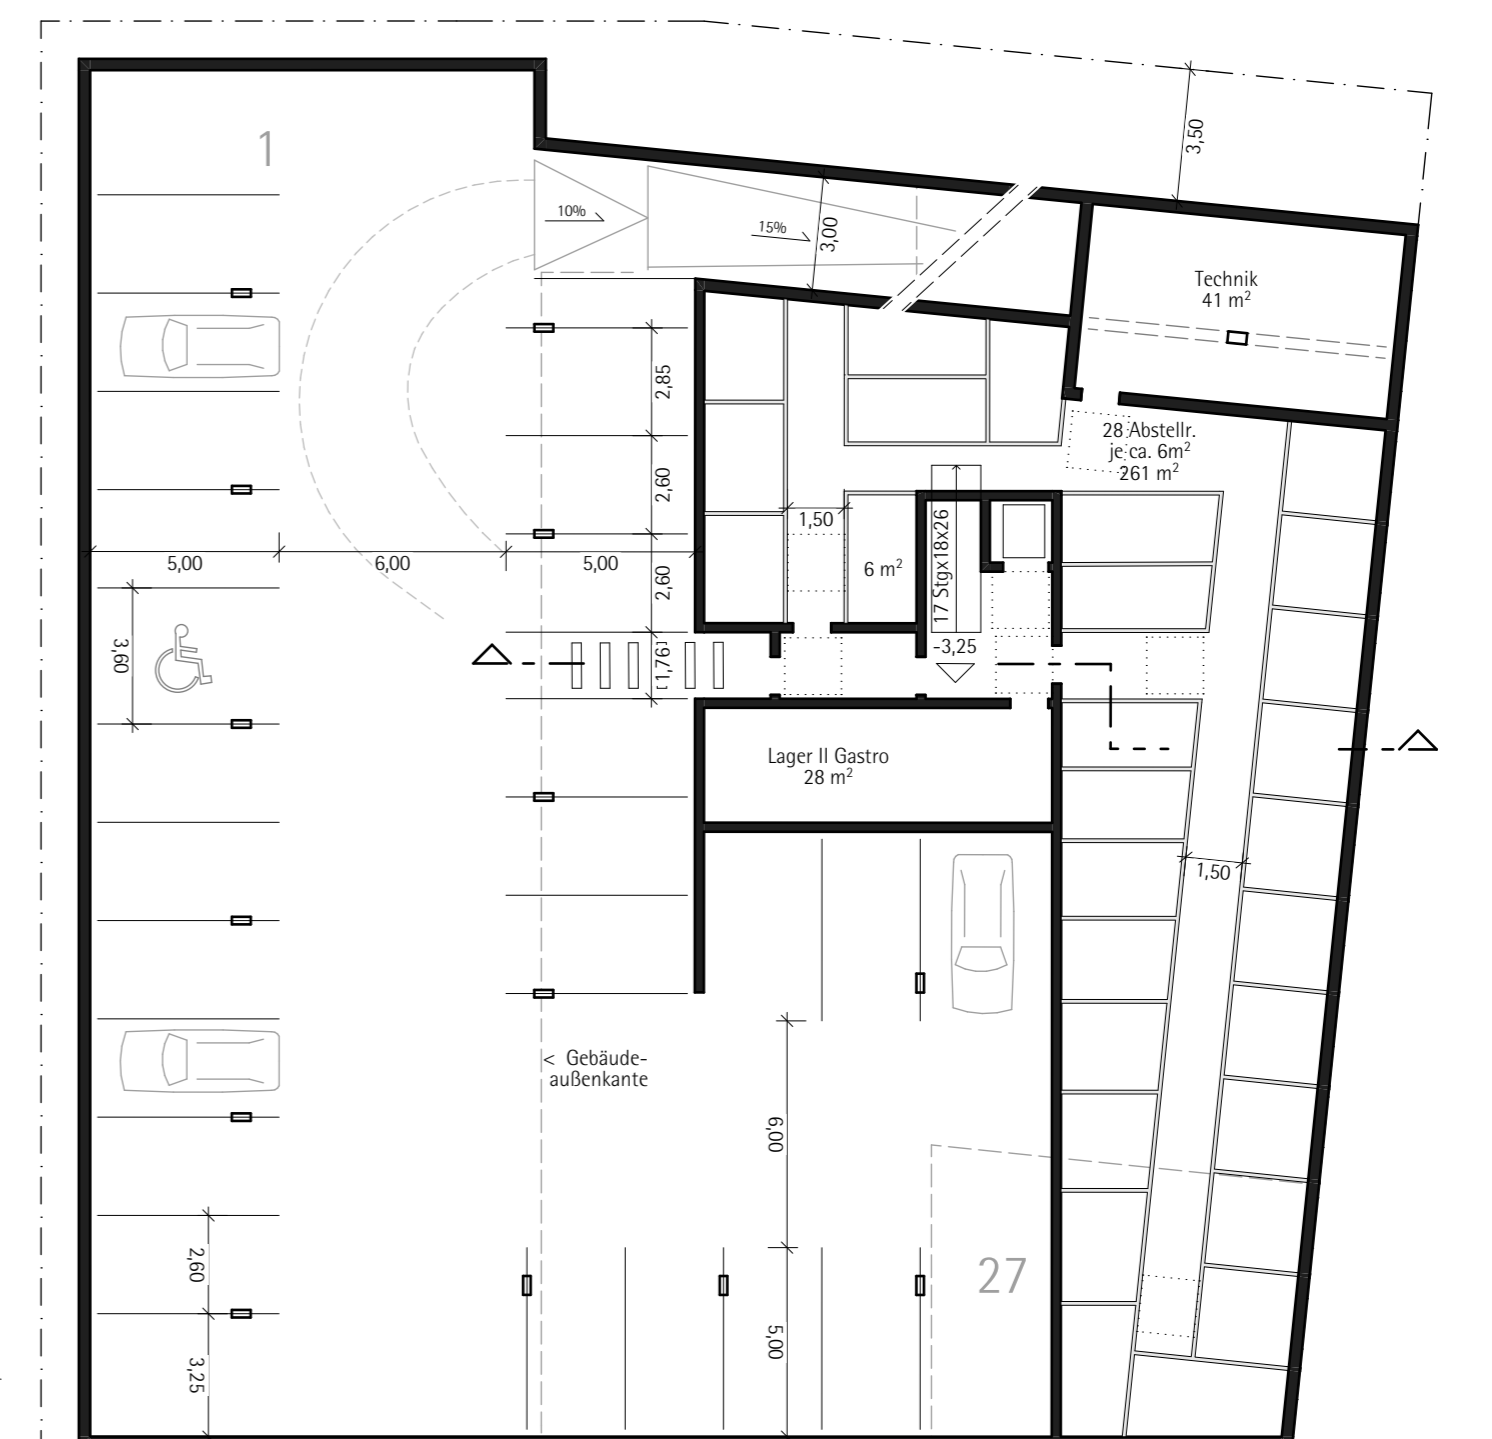 1
3,50
10%
15%
3,00
Technik
41 m²
2,85
28 Abstellr.
je ca. 6m²
261 m²
2,60
1,50
17 Stgx18x26
5,00
6,00
5,00
6 m²
2,60
3,60
1,76⁵
-3,25
Lager II Gastro
28 m²
1,50
< Gebäude-
außenkante
6,00
2,60
27
5,00
3,25